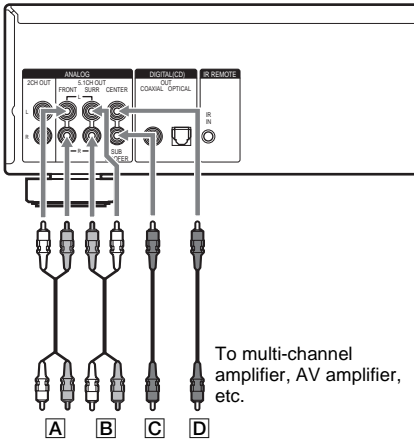 ANALOG
DIGITAL(CD)
IR REMOTE
2CH OUT
5.1CH OUT
OUT
FRONT SURR CENTER
COAXIAL OPTICAL
L
L
IR
IN
R
R
SUB
To multi-channel
amplifier, AV amplifier,
etc.
A B C D